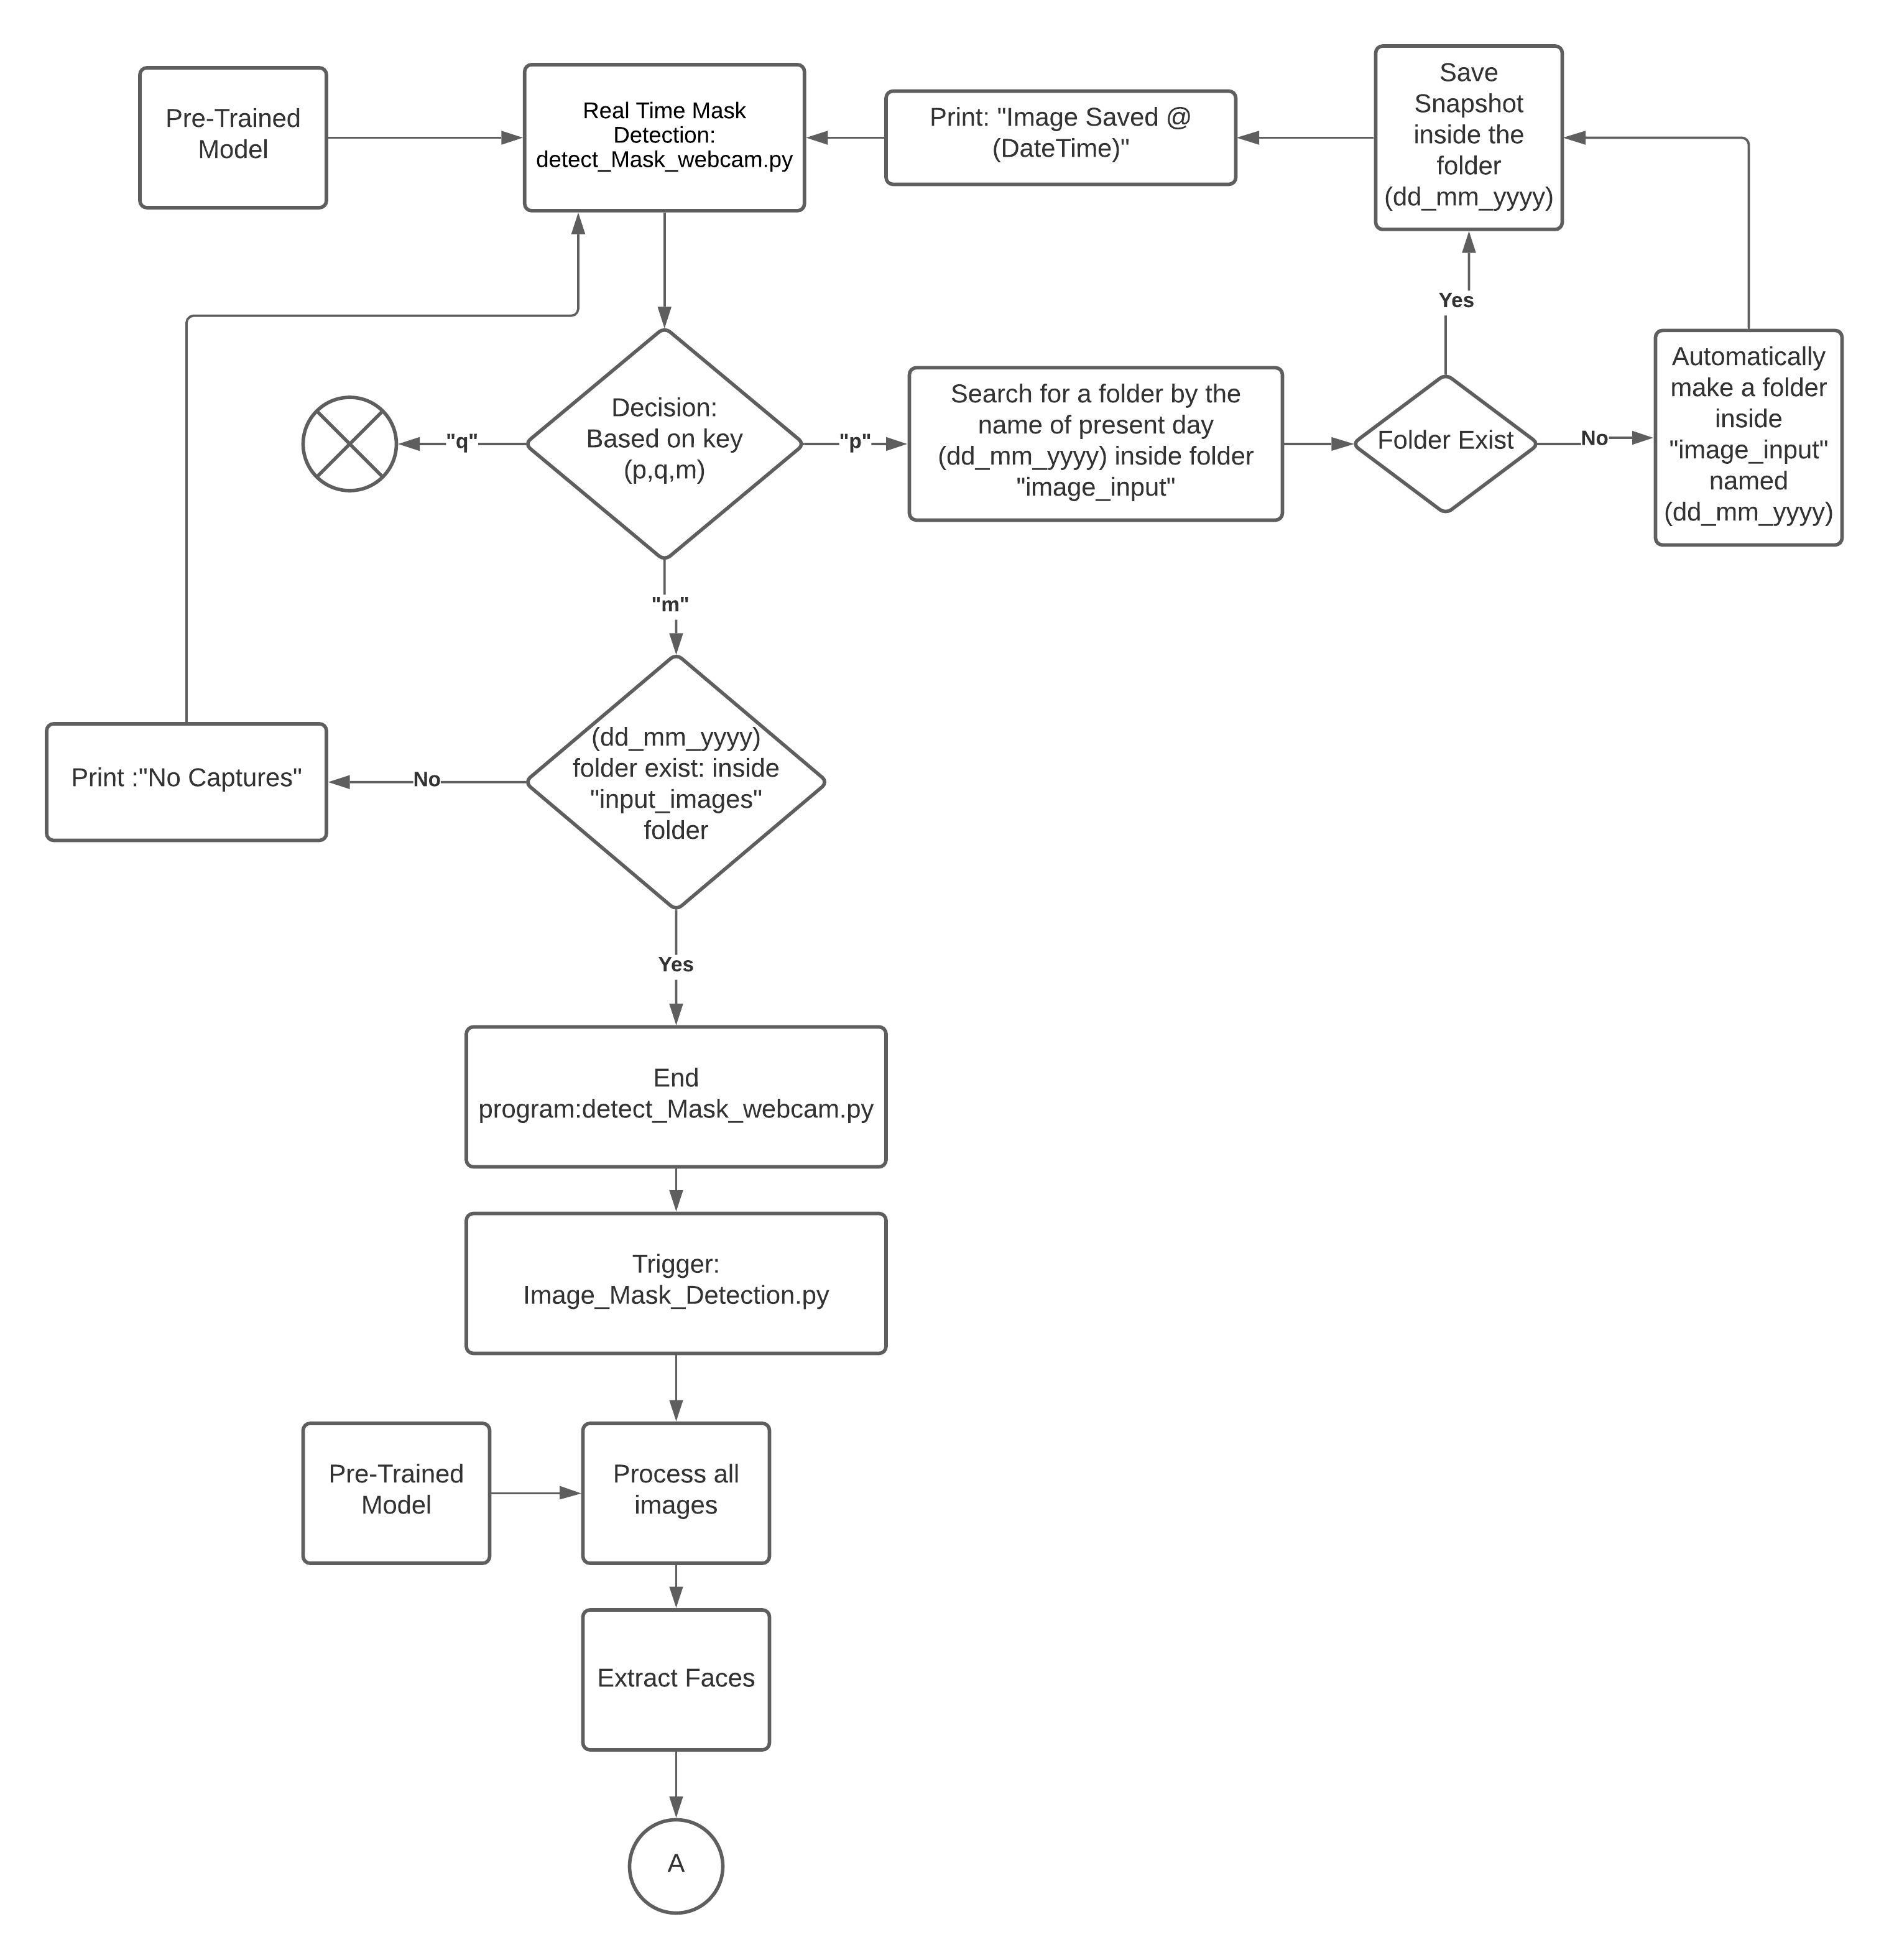 Pre-Trained
Model
Real Time Mask
Detection:
detect_Mask_webcam.py
Print: "Image Saved @
(DateTime)"
Save
Snapshot
inside the
folder
(dd_mm_yyyy)
Yes
Decision:
Based on key
(p,q,m)
"q"
"p"
Search for a folder by the
name of present day
(dd_mm_yyyy) inside folder
"image_input"
Folder Exist
No
Automatically
make a folder
inside
"image_input"
named
(dd_mm_yyyy)
"m"
Print :"No Captures"
No
(dd_mm_yyyy)
folder exist: inside
"input_images"
folder
Yes
End
program:detect_Mask_webcam.py
Trigger:
Image_Mask_Detection.py
Pre-Trained
Model
Process all
images
Extract Faces
A